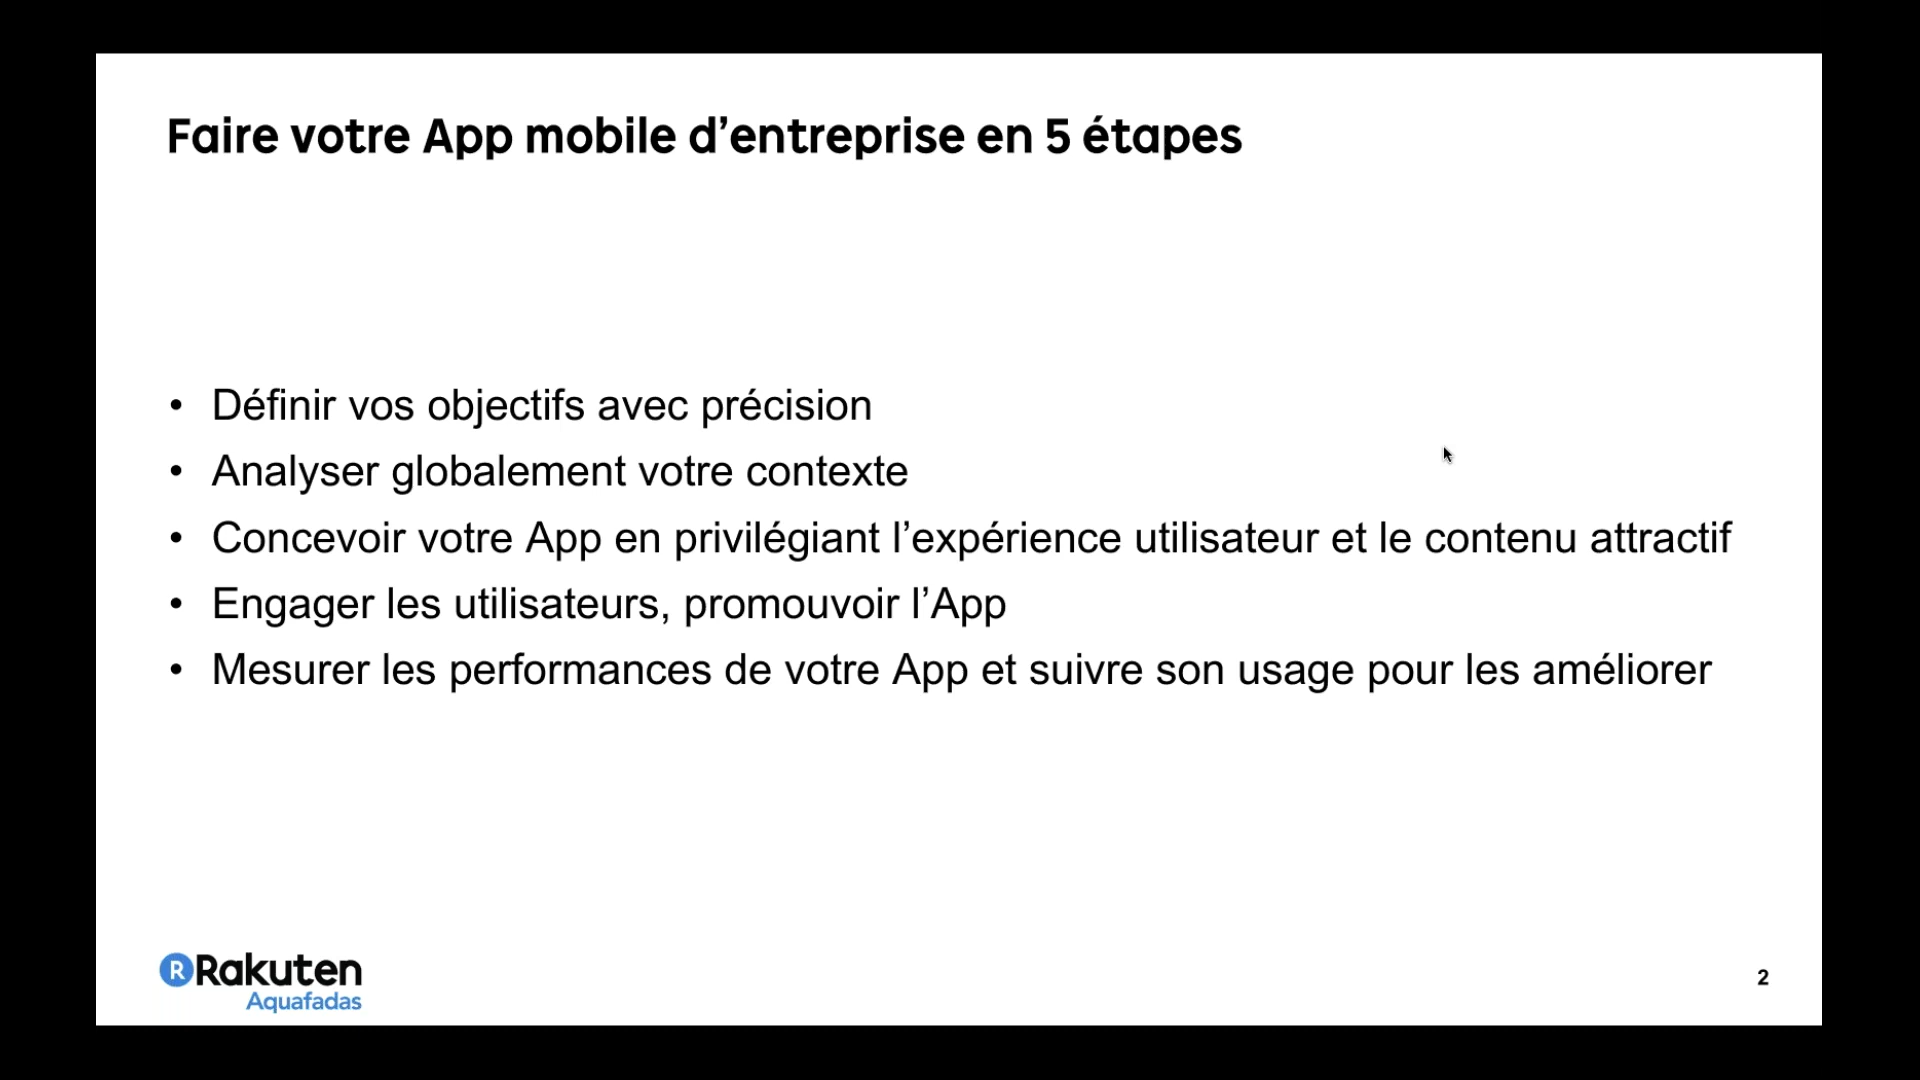 Faire votre App mobile d’entreprise en 5 étapes
• Définir vos objectifs avec précision
• Analyser globalement votre contexte
• Concevoir votre App en privilégiant l’expérience utilisateur et le contenu attractif
• Engager les utilisateurs, promouvoir l’App
• Mesurer les performances de votre App et suivre son usage pour les améliorer
R Rakuten
Aquafadas
2